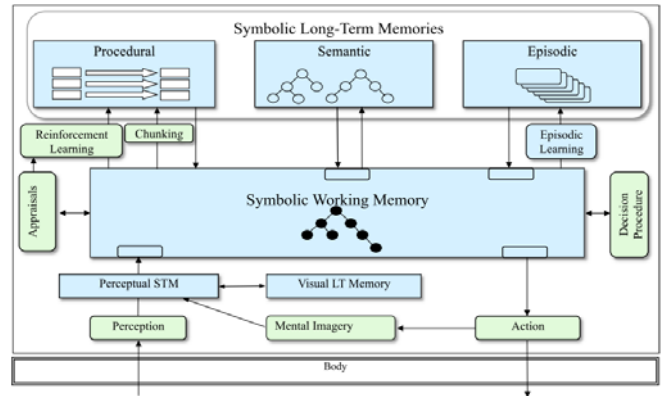 Symbolic Long-Term Memories
Procedural
Semantic
Episodic
Reinforcement
Learning
Chunking
Episodic
Learning
Appraisals
Symbolic Working Memory
Decision
Procedure
Perceptual STM
Visual LT Memory
Perception
Mental Imagery
Action
Body